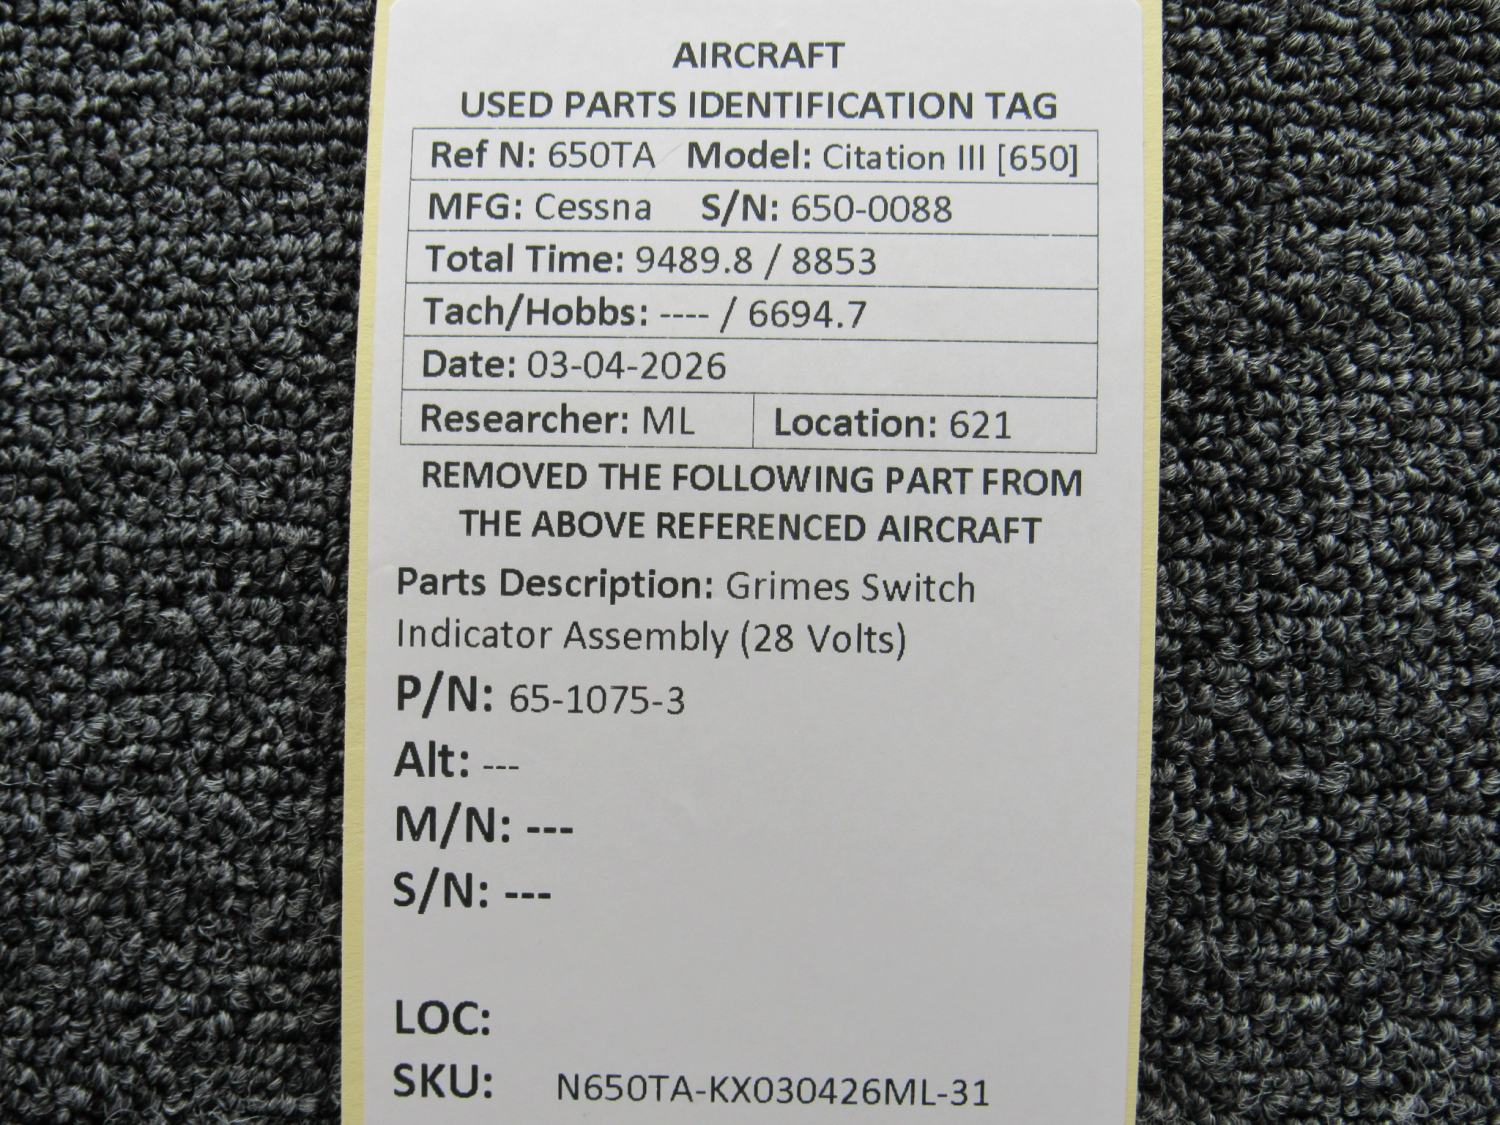 AIRCRAFT
USED PARTS IDENTIFICATION TAG
Ref N: 650TA Model: Citation III [650]
MFG: Cessna S/N: 650-0088
Total Time: 9489.8 / 8853
Tach/Hobbs: ---- / 6694.7
Date: 03-04-2026
Researcher: ML Location: 621
REMOVED THE FOLLOWING PART FROM
THE ABOVE REFERENCED AIRCRAFT
Parts Description: Grimes Switch
Indicator Assembly (28 Volts)
P/N: 65-1075-3
Alt: ---
M/N: ---
S/N: ---
LOC:
SKU: N650TA-KX030426ML-31